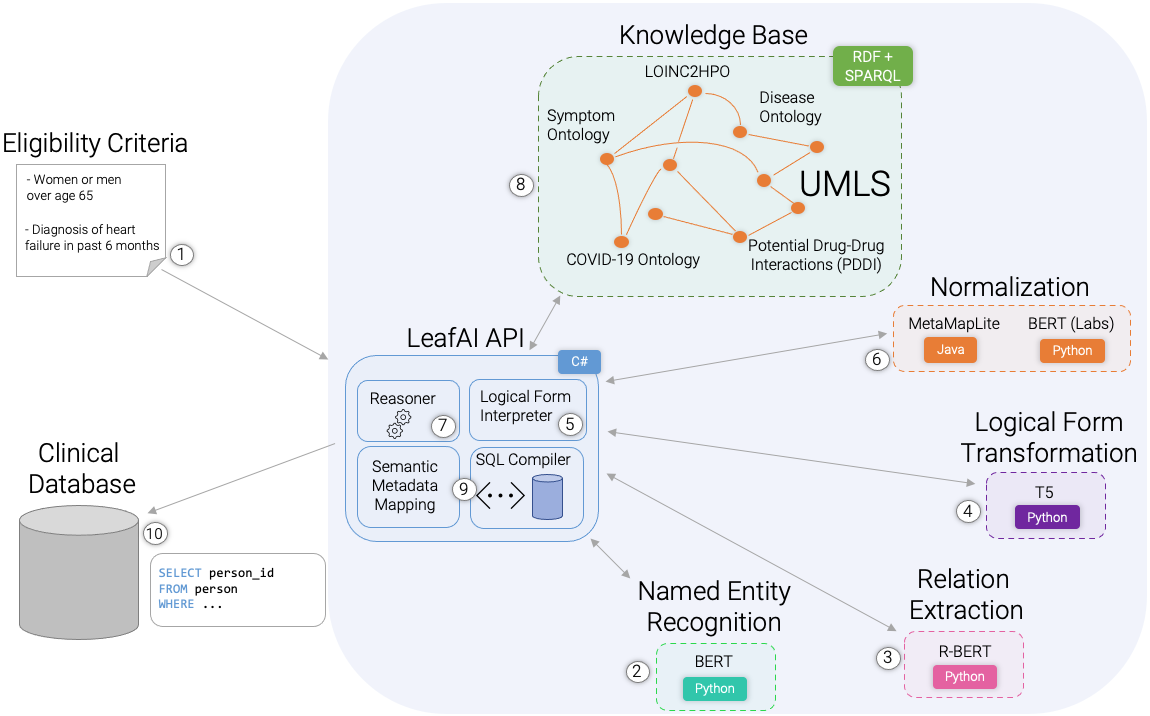 Knowledge Base
RDF +
SPARQL
LOINC2HPO
Disease
Ontology
Symptom
Ontology
8
UMLS
COVID-19 Ontology
Potential Drug-Drug
Interactions (PDDI)
Eligibility Criteria
- Women or men
over age 65
- Diagnosis of heart
failure in past 6 months
1
LeafAI API
C#
Reasoner
7
Logical Form
Interpreter
5
Semantic
Metadata
Mapping
9
SQL Compiler
<···>
Normalization
MetaMapLite
Java
BERT (Labs)
Python
6
Logical Form
Transformation
T5
Python
4
Relation
Extraction
R-BERT
Python
3
Named Entity
Recognition
BERT
Python
2
Clinical
Database
10
SELECT person_id
FROM person
WHERE ...